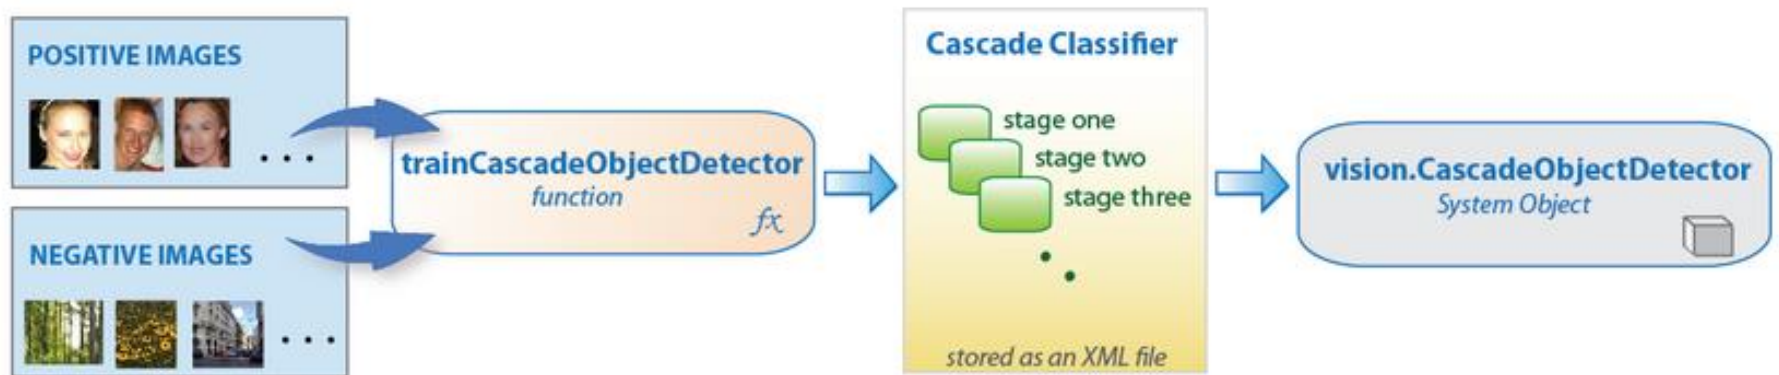 POSITIVE IMAGES
. . .
NEGATIVE IMAGES
. . .
trainCascadeObjectDetector
function
fx
Cascade Classifier
stage one
stage two
stage three
stored as an XML file
vision.CascadeObjectDetector
System Object